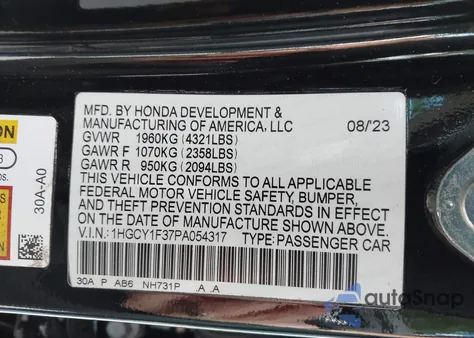 MFD. BY HONDA DEVELOPMENT &
MANUFACTURING OF AMERICA, LLC 08/'23
GVWR F 1960KG (4321LBS)
GAWR F 1070KG (2358LBS)
GAWR R 950KG (2094LBS)
THIS VEHICLE CONFORMS TO ALL APPLICABLE
FEDERAL MOTOR VEHICLE SAFETY, BUMPER,
AND THEFT PREVENTION STANDARDS IN EFFECT
ON DATE OF MANUFACTURE SHOWN ABOVE.
V.I.N.: 1HGCY1F37PA054317 TYPE: PASSENGER CAR
30A P AB6 NH731P .A .A
30A-A0
ON
3
autoSnap